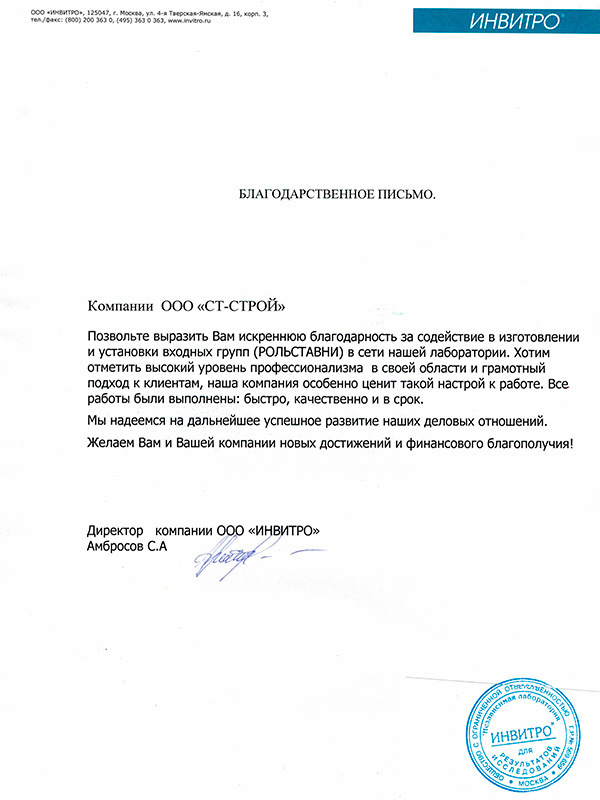 ООО «ИНВИТРО», 125047, г. Москва, ул. 4-я Тверская-Ямская, д. 16, корп. 3,
тел./факс: (800) 200 363 0, (495) 363 0 363, www.invitro.ru
ИНВИТРО®
БЛАГОДАРСТВЕННОЕ ПИСЬМО.
Компании ООО «СТ-СТРОЙ»
Позвольте выразить Вам искреннюю благодарность за содействие в изготовлении
и установки входных групп (РОЛЬСТАВНИ) в сети нашей лаборатории. Хотим
отметить высокий уровень профессионализма в своей области и грамотный
подход к клиентам, наша компания особенно ценит такой настрой к работе. Все
работы были выполнены: быстро, качественно и в срок.
Мы надеемся на дальнейшее успешное развитие наших деловых отношений.
Желаем Вам и Вашей компании новых достижений и финансового благополучия!
Директор компании ООО «ИНВИТРО»
Амбросов С.А
ОБЩЕСТВО С ОГРАНИЧЕННОЙ ОТВЕТСТВЕННОСТЬЮ
"Независимая лаборатория
ИНВИТРО®
ДЛЯ
РЕЗУЛЬТАТОВ
ИССЛЕДОВАНИЙ
МОСКВА